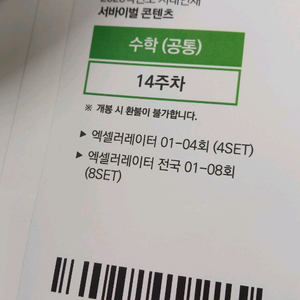 서바이벌 콘텐츠
수학 (공통)
14주차
※ 개봉 시 환불이 불가합니다.
▶ 엑셀러레이터 01-04회 (4SET)
▶ 엑셀러레이터 전국 01-08회
(8SET)